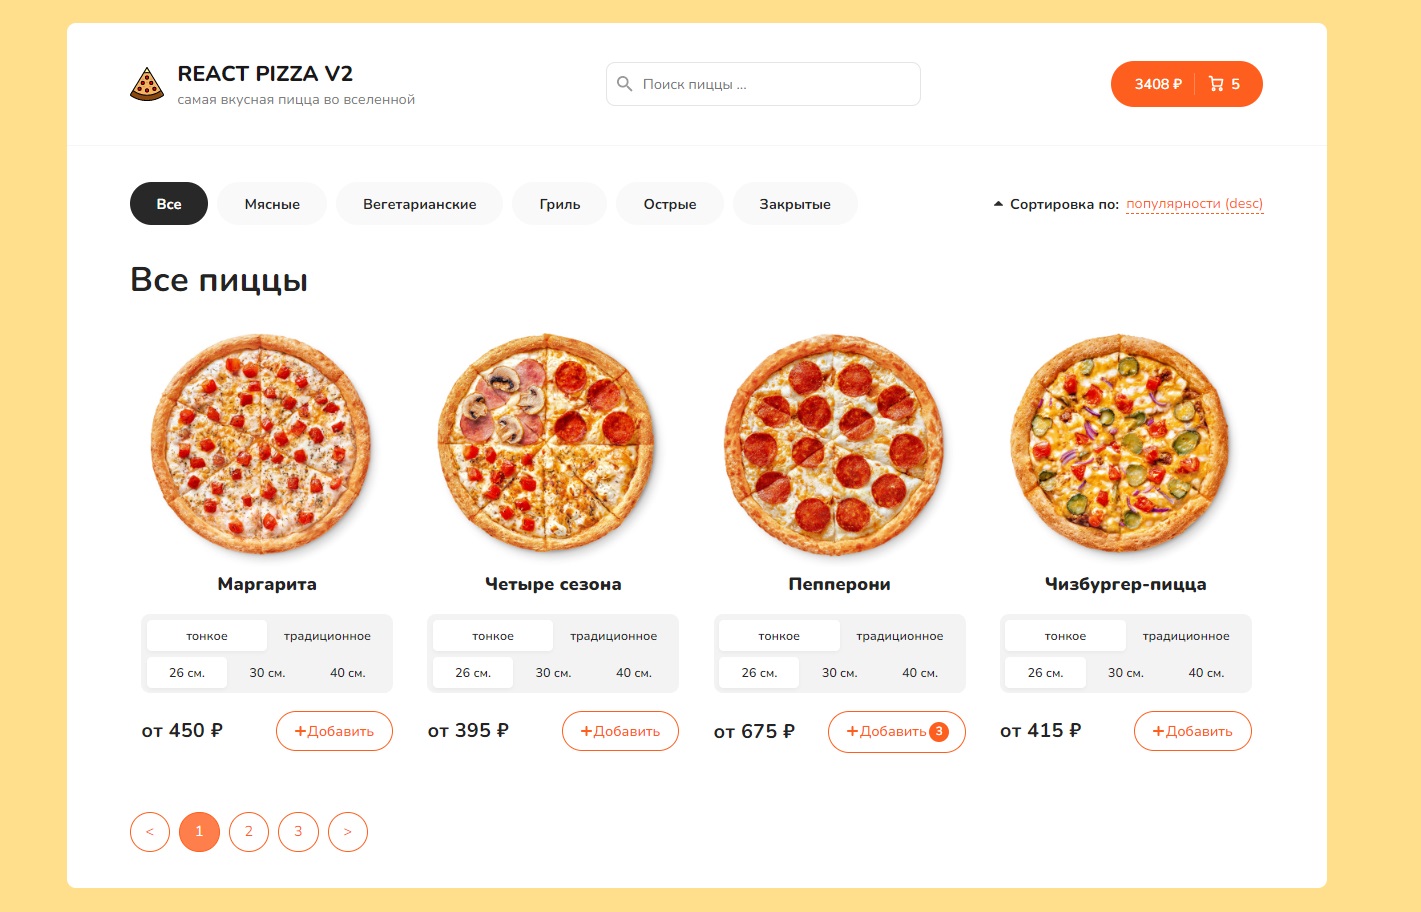 REACT PIZZA V2
самая вкусная пицца во вселенной
Поиск пиццы ...
3408 ₽ 5
Все Мясные Вегетарианские Гриль Острые Закрытые
Сортировка по: популярности (desc)
Все пиццы
Маргарита
тонкое традиционное
26 см. 30 см. 40 см.
от 450 ₽ +Добавить
Четыре сезона
тонкое традиционное
26 см. 30 см. 40 см.
от 395 ₽ +Добавить
Пепперони
тонкое традиционное
26 см. 30 см. 40 см.
от 675 ₽ +Добавить 3
Чизбургер-пицца
тонкое традиционное
26 см. 30 см. 40 см.
от 415 ₽ +Добавить
< 1 2 3 >